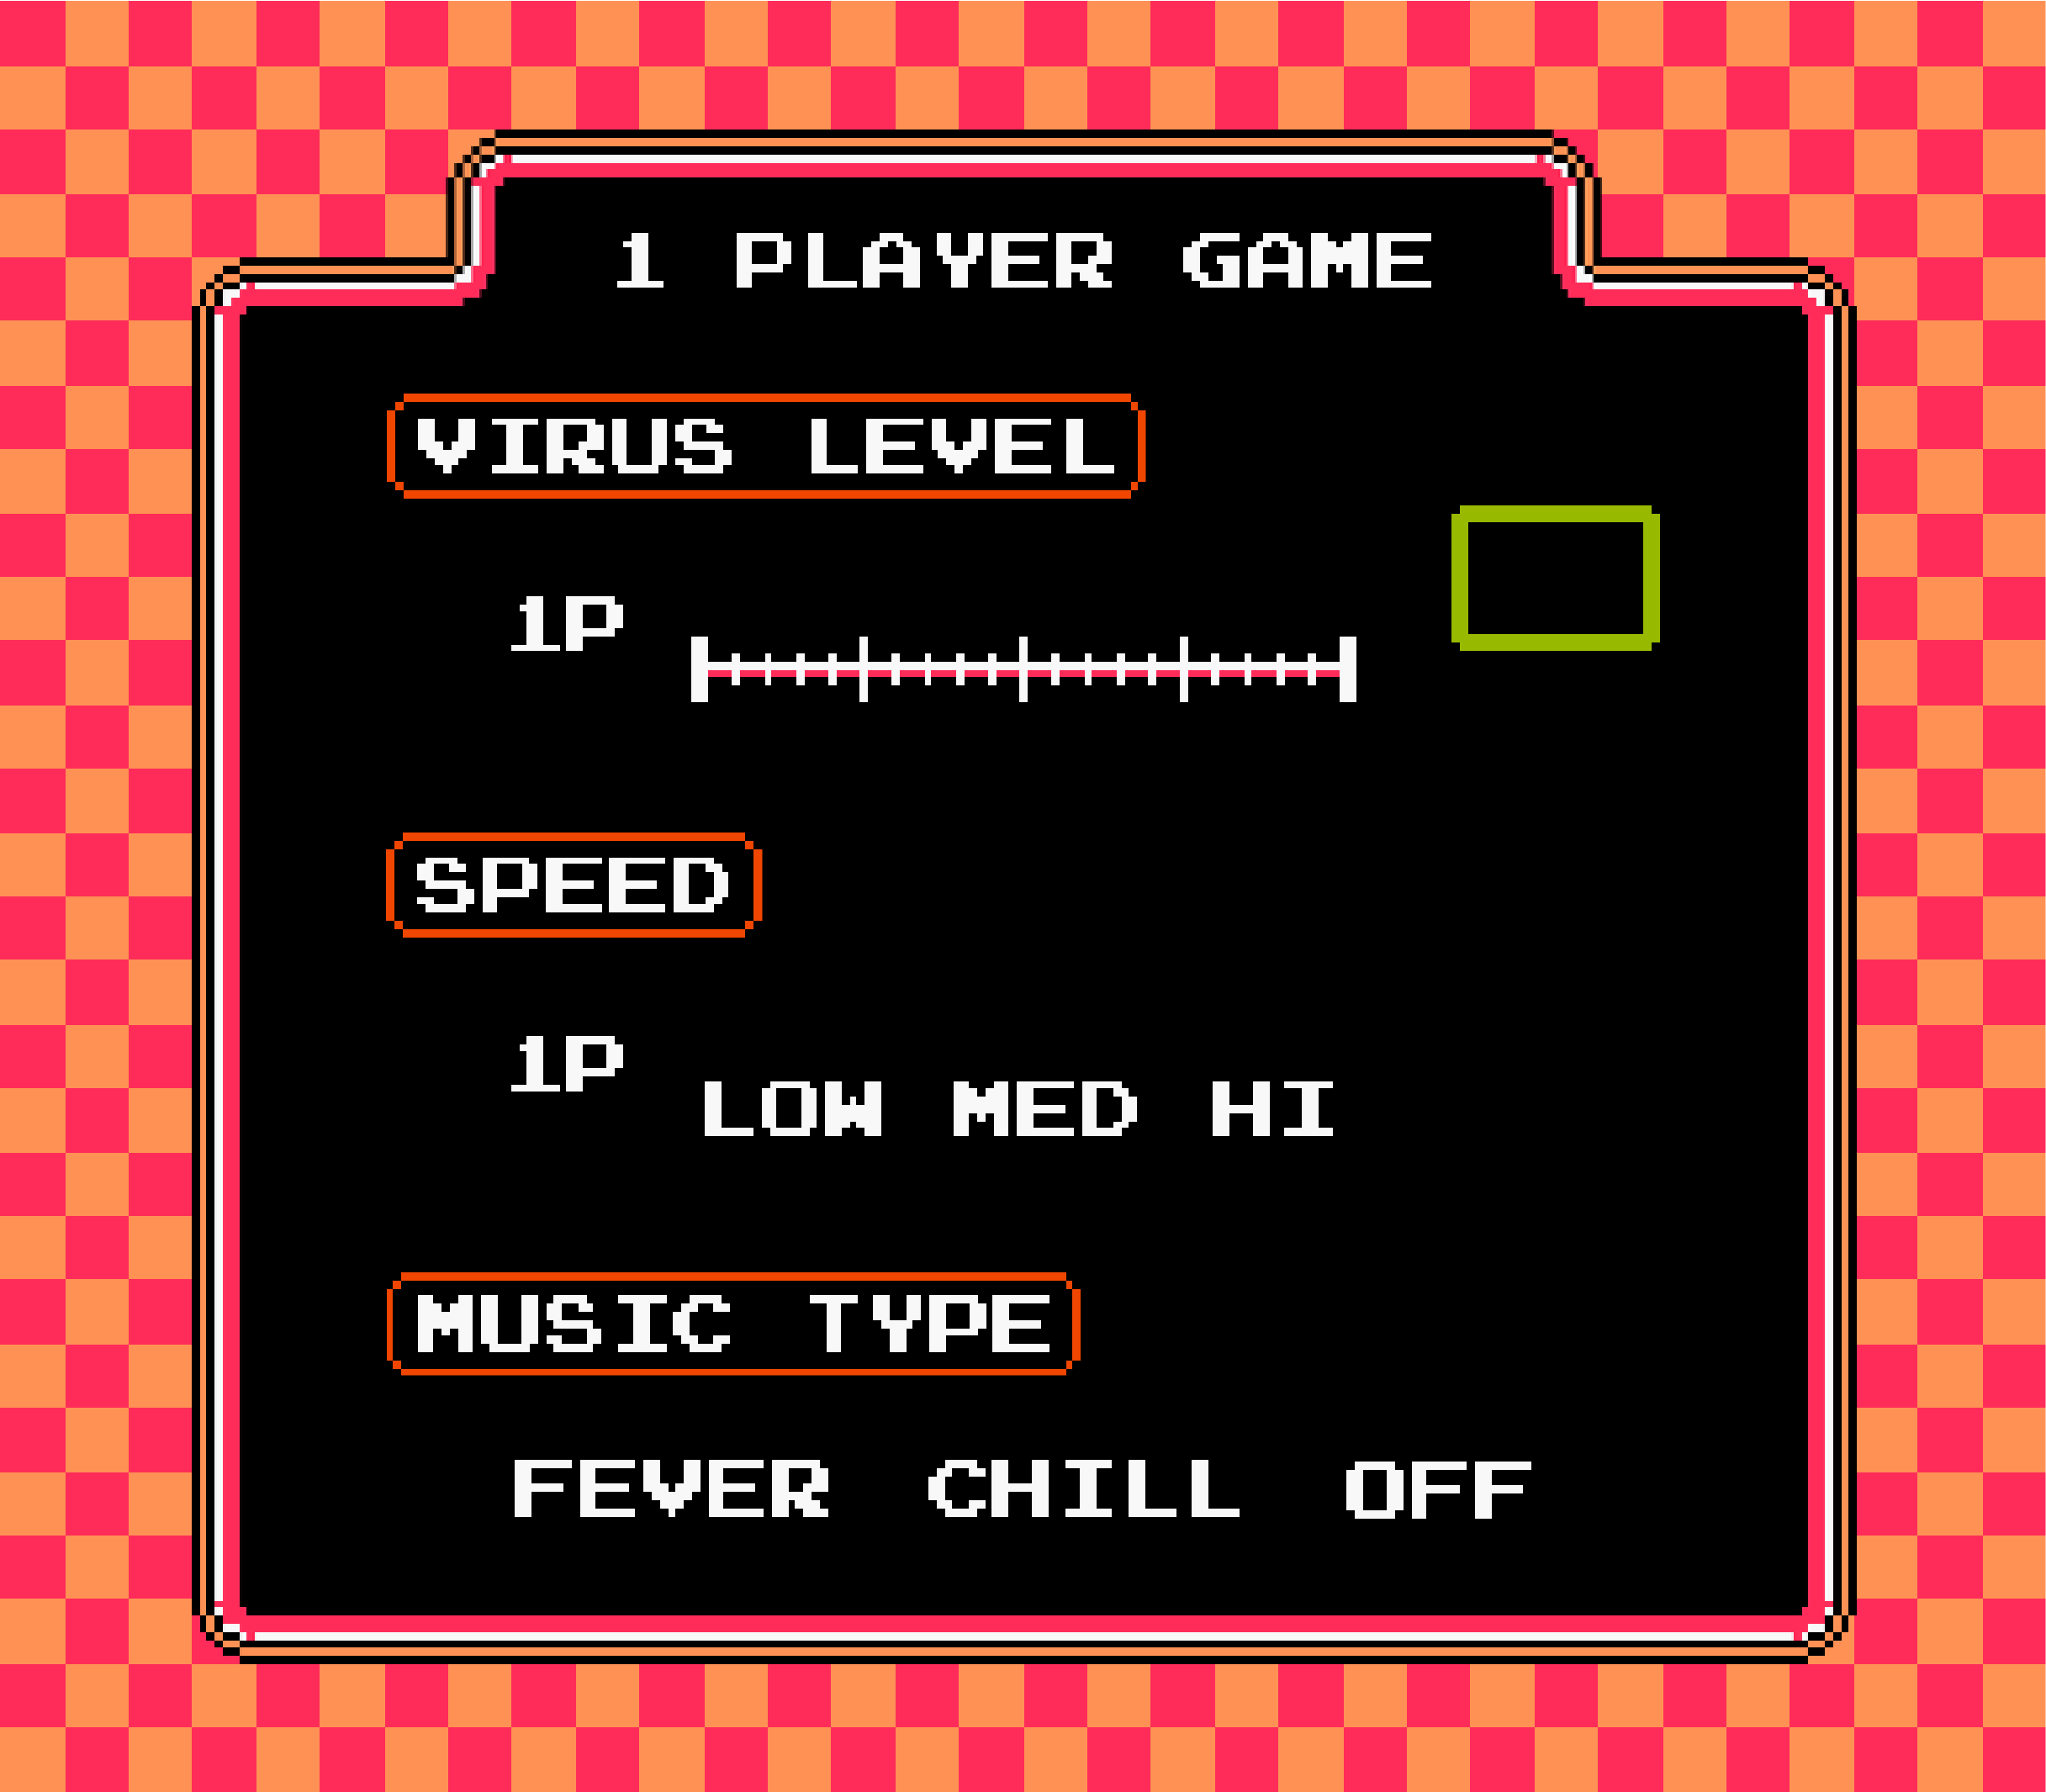 1 PLAYER GAME
VIRUS LEVEL
1P
SPEED
1P
LOW MED HI
MUSIC TYPE
FEVER CHILL OFF